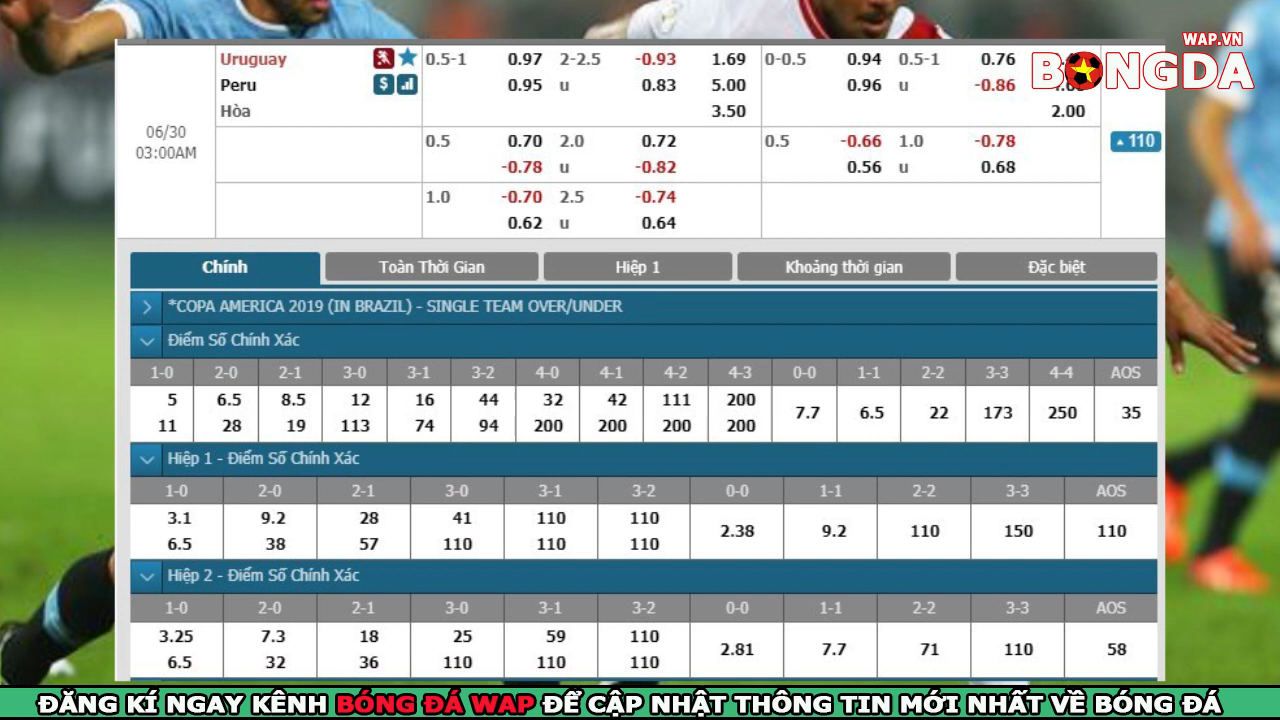 WAP.VN
BONGDA
Uruguay 0.5-1 0.97 2-2.5 -0.93 1.69 0-0.5 0.94 0.5-1 0.76
Peru $ 0.95 u 0.83 5.00 0.96 u -0.86
Hòa 3.50 2.00
06/30
03:00AM
0.5 0.70 2.0 0.72 0.5 -0.66 1.0 -0.78 110
-0.78 u -0.82 0.56 u 0.68
1.0 -0.70 2.5 -0.74
0.62 u 0.64
Chính Toàn Thời Gian Hiệp 1 Khoảng thời gian Đặc biệt
*COPA AMERICA 2019 (IN BRAZIL) - SINGLE TEAM OVER/UNDER
Điểm Số Chính Xác
1-0 2-0 2-1 3-0 3-1 3-2 4-0 4-1 4-2 4-3 0-0 1-1 2-2 3-3 4-4 AOS
5 6.5 8.5 12 16 44 32 42 111 200
7.7 6.5 22 173 250 35
11 28 19 113 74 94 200 200 200 200
Hiệp 1 - Điểm Số Chính Xác
1-0 2-0 2-1 3-0 3-1 3-2 0-0 1-1 2-2 3-3 AOS
3.1 9.2 28 41 110 110
2.38 9.2 110 150 110
6.5 38 57 110 110 110
Hiệp 2 - Điểm Số Chính Xác
1-0 2-0 2-1 3-0 3-1 3-2 0-0 1-1 2-2 3-3 AOS
3.25 7.3 18 25 59 110
2.81 7.7 71 110 58
6.5 32 36 110 110 110
ĐĂNG KÍ NGAY KÊNH BÓNG ĐÁ WAP ĐỂ CẬP NHẬT THÔNG TIN MỚI NHẤT VỀ BÓNG ĐÁ